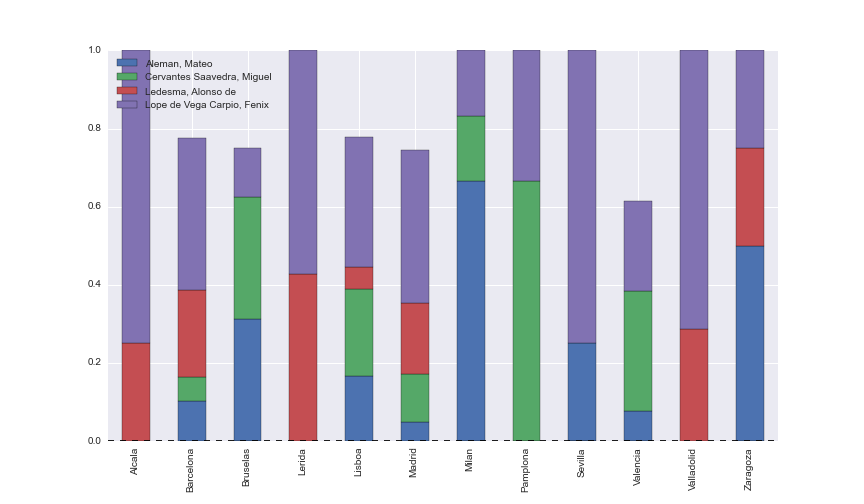 1.0
0.8
0.6
0.4
0.2
0.0
Aleman, Mateo
Cervantes Saavedra, Miguel
Ledesma, Alonso de
Lope de Vega Carpio, Fenix
Alcala
Barcelona
Bruselas
Lerida
Lisboa
Madrid
Milan
Pamplona
Sevilla
Valencia
Valladolid
Zaragoza